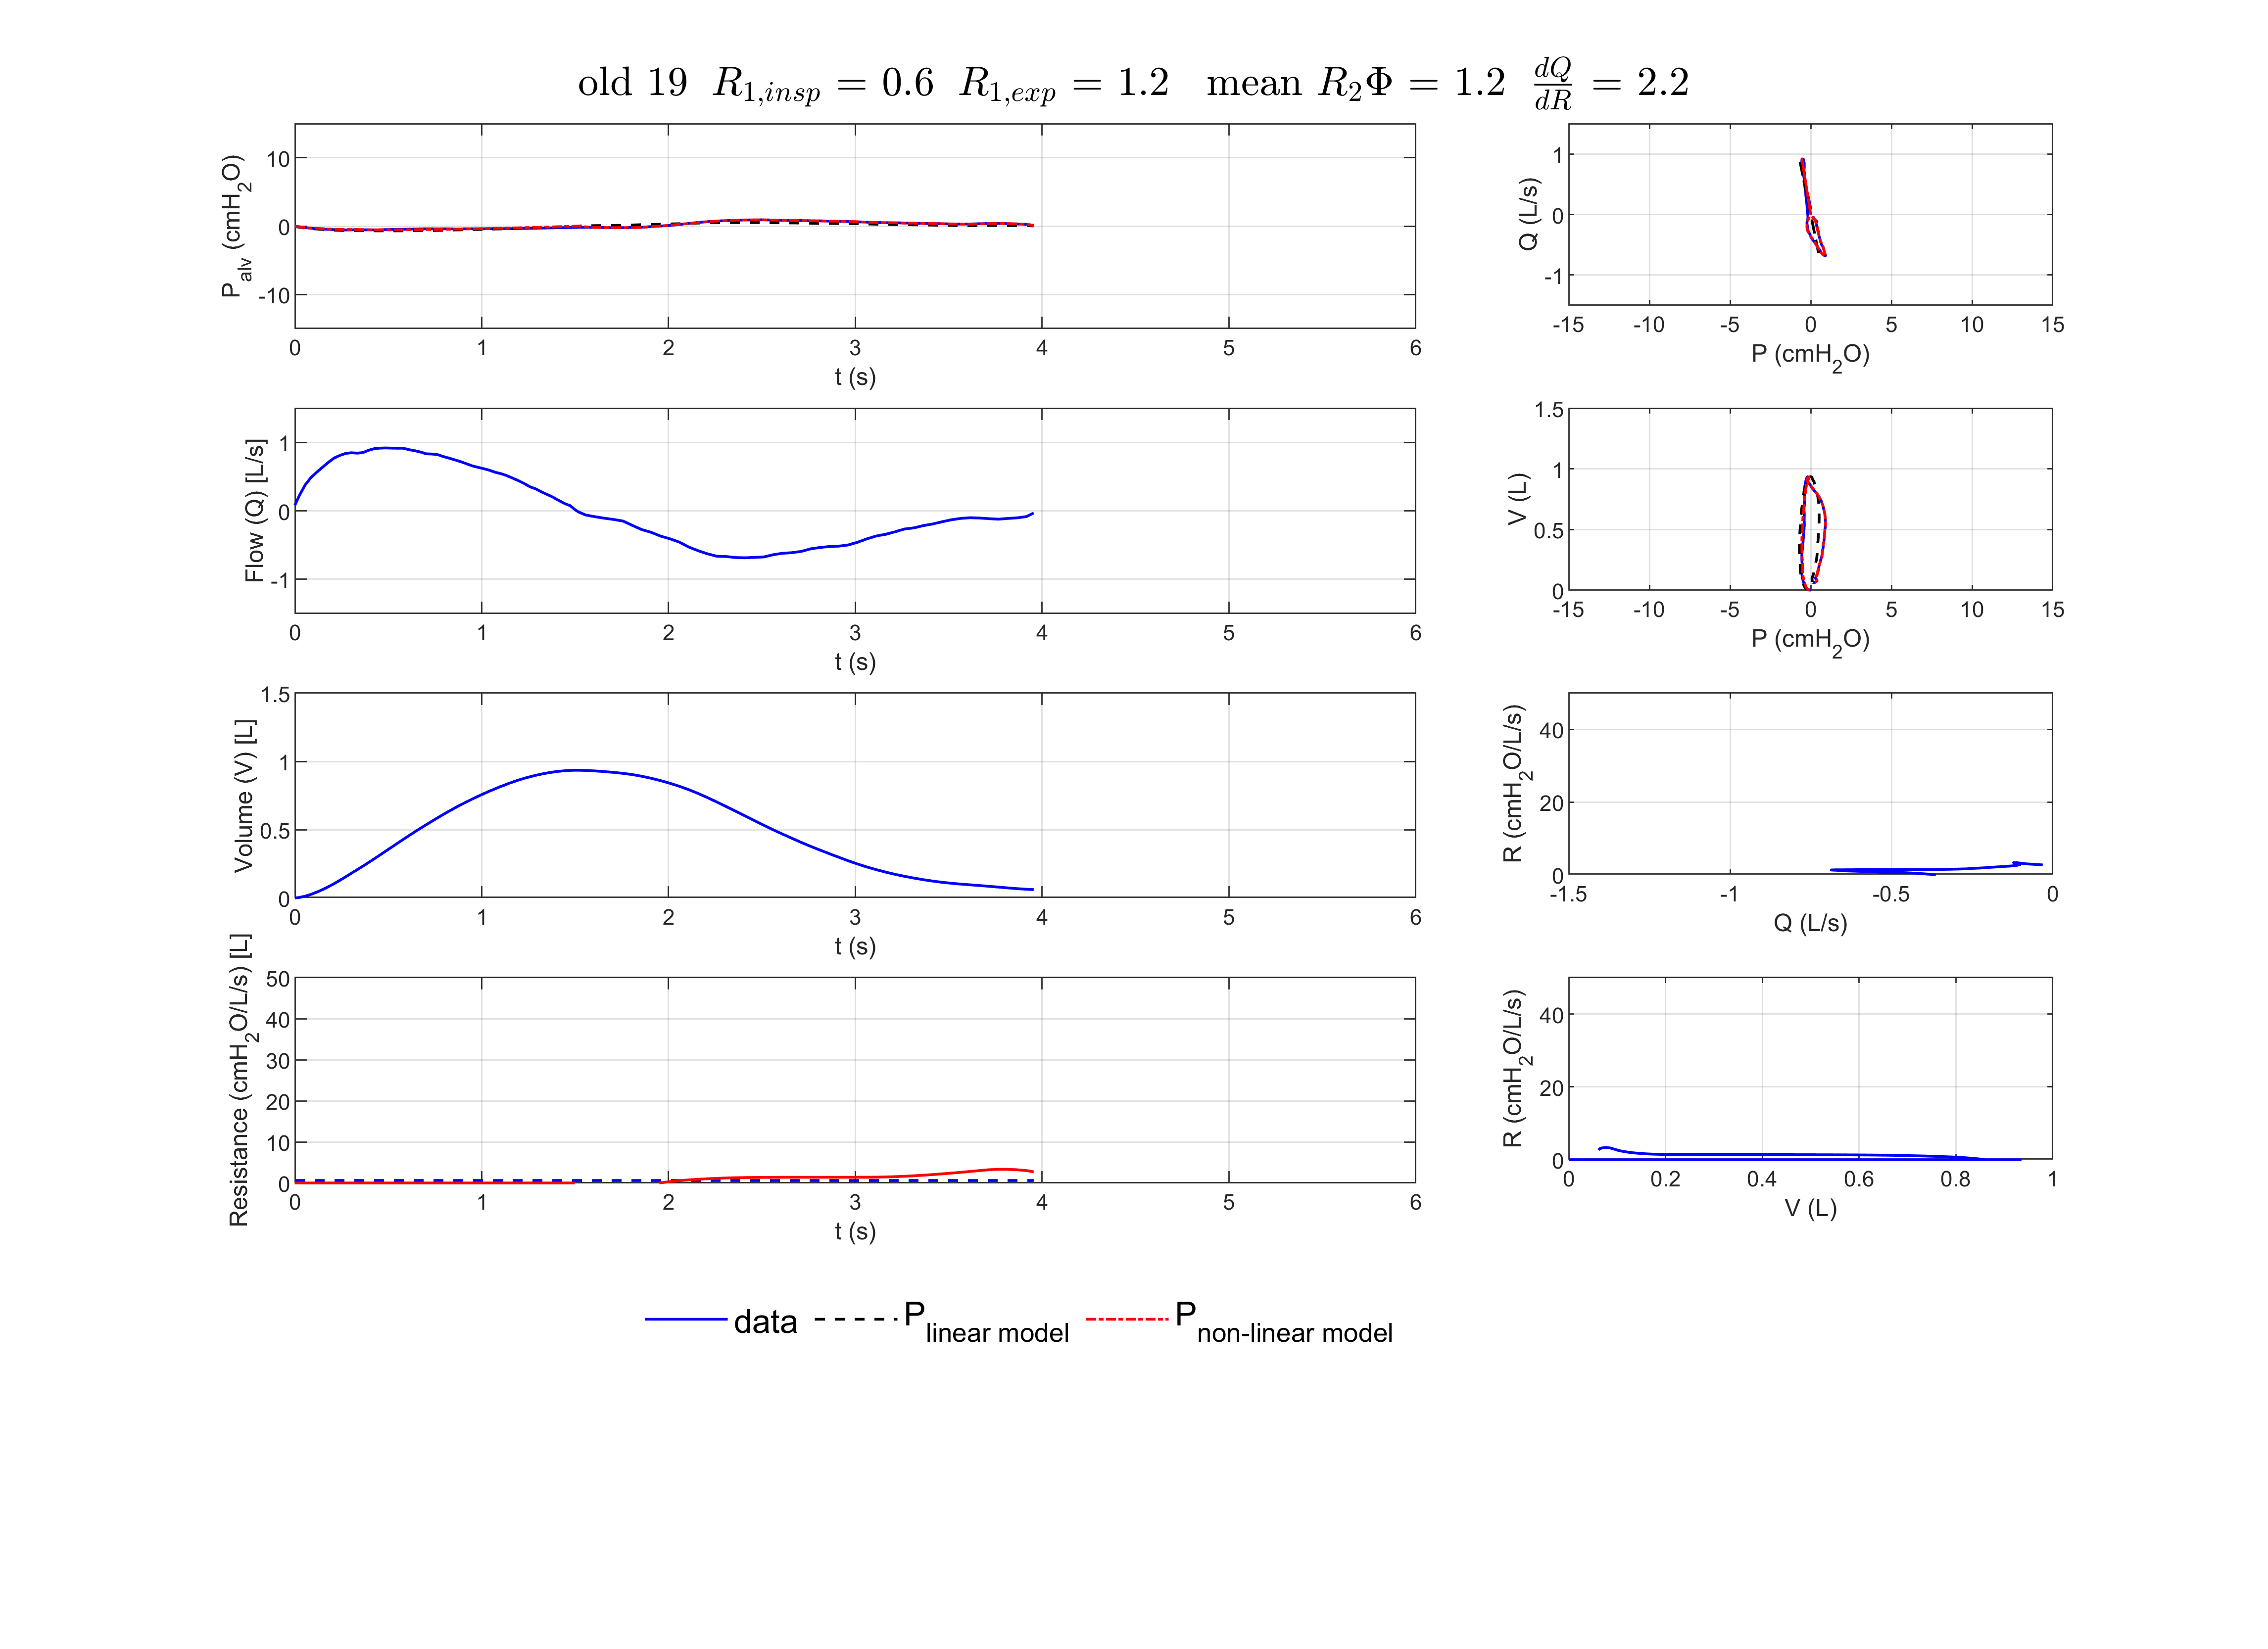 old 19 R1,insp = 0.6 R1,exp = 1.2 mean R2Φ = 1.2 dQ/dR = 2.2
Palv (cmH2O)
10
0
-10
0 1 2 3 4 5 6
t (s)
Q (L/s)
1
0
-1
-15 -10 -5 0 5 10 15
P (cmH2O)
Flow (Q) [L/s]
1
0
-1
0 1 2 3 4 5 6
t (s)
V (L)
1.5
1
0.5
0
-15 -10 -5 0 5 10 15
P (cmH2O)
Volume (V) [L]
1.5
1
0.5
0
0 1 2 3 4 5 6
t (s)
R (cmH2O/L/s)
40
20
0
-1.5 -1 -0.5 0
Q (L/s)
Resistance (cmH2O/L/s) [L]
50
40
30
20
10
0
0 1 2 3 4 5 6
t (s)
R (cmH2O/L/s)
40
20
0
0 0.2 0.4 0.6 0.8 1
V (L)
data Plinear model Pnon-linear model